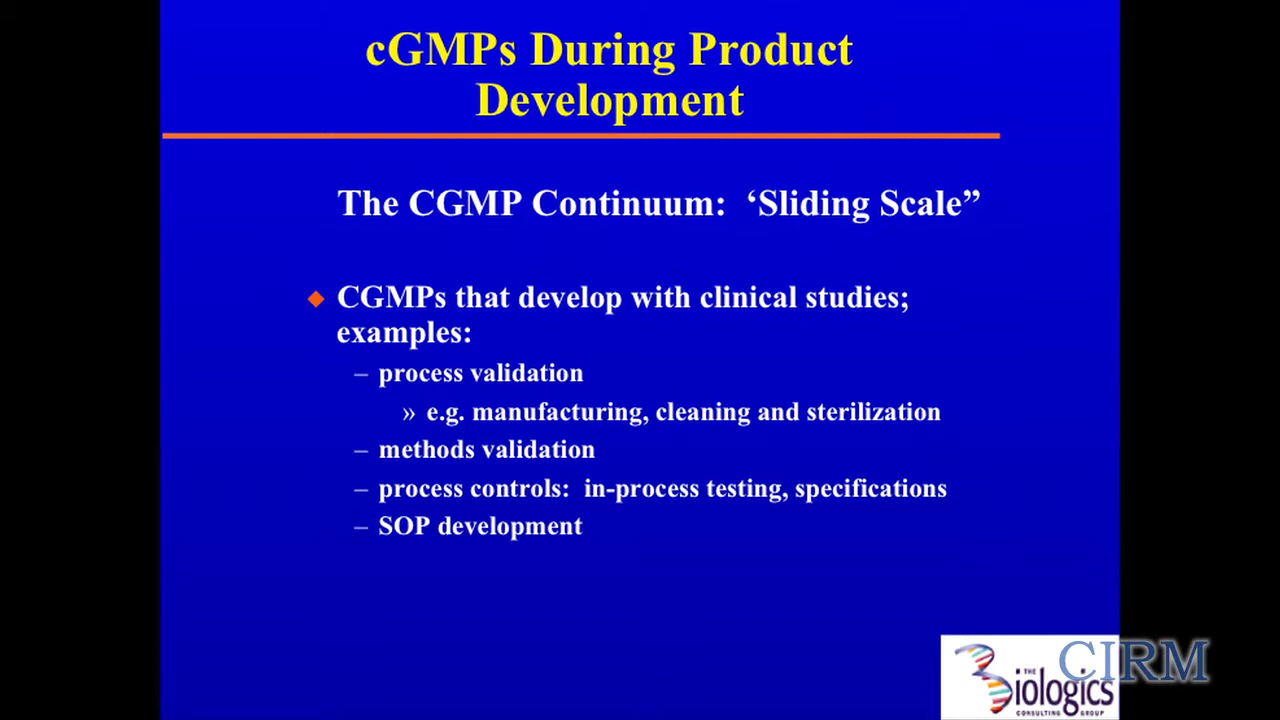 cGMPs During Product
Development
The CGMP Continuum: ‘Sliding Scale”
◆ CGMPs that develop with clinical studies;
examples:
– process validation
» e.g. manufacturing, cleaning and sterilization
– methods validation
– process controls: in-process testing, specifications
– SOP development
THE
Biologics
CONSULTING GROUP
CIRM